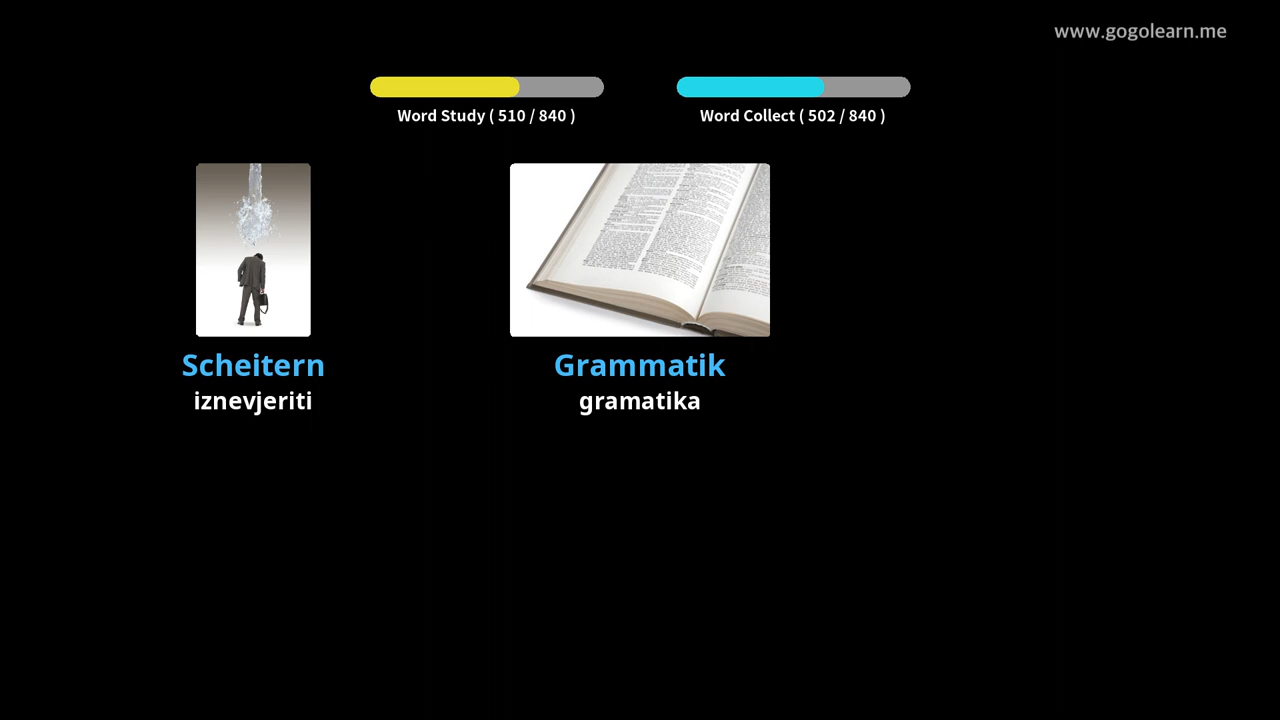 www.gogolearn.me
Word Study ( 510 / 840 )
Word Collect ( 502 / 840 )
Scheitern
iznevjeriti
Grammatik
gramatika